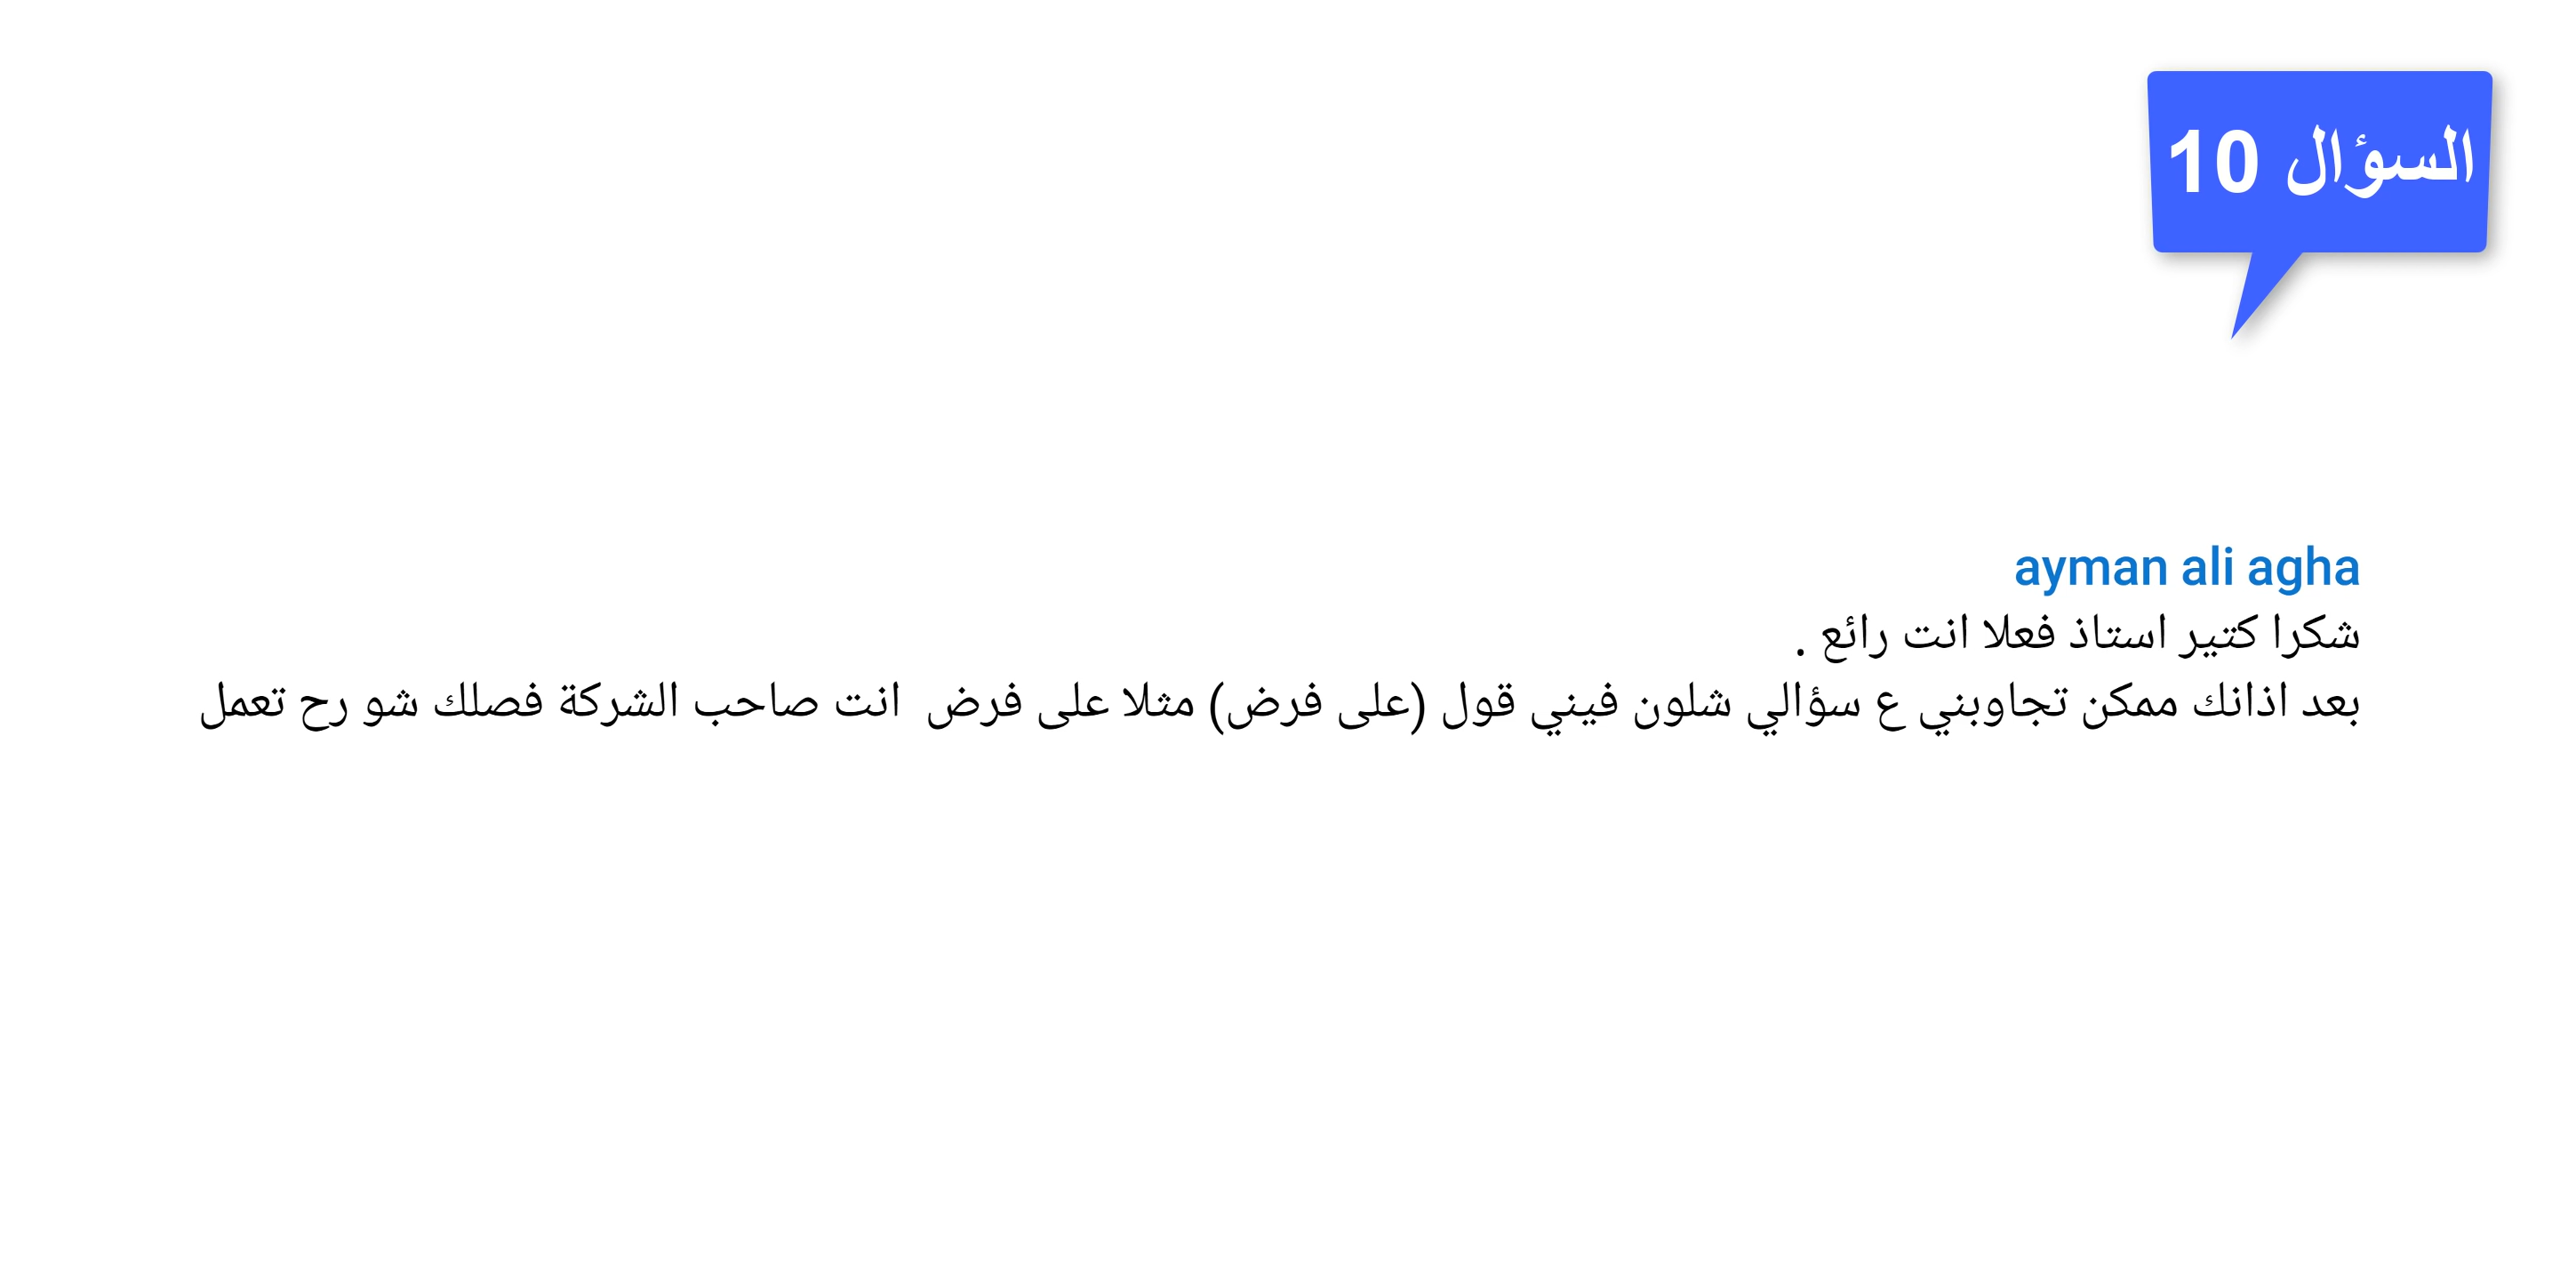 السؤال 10
ayman ali agha
شكرا كتير استاذ فعلا انت رائع .
بعد اذانك ممكن تجاوبني ع سؤالي شلون فيني قول (على فرض) مثلا على فرض  انت صاحب الشركة فصلك شو رح تعمل